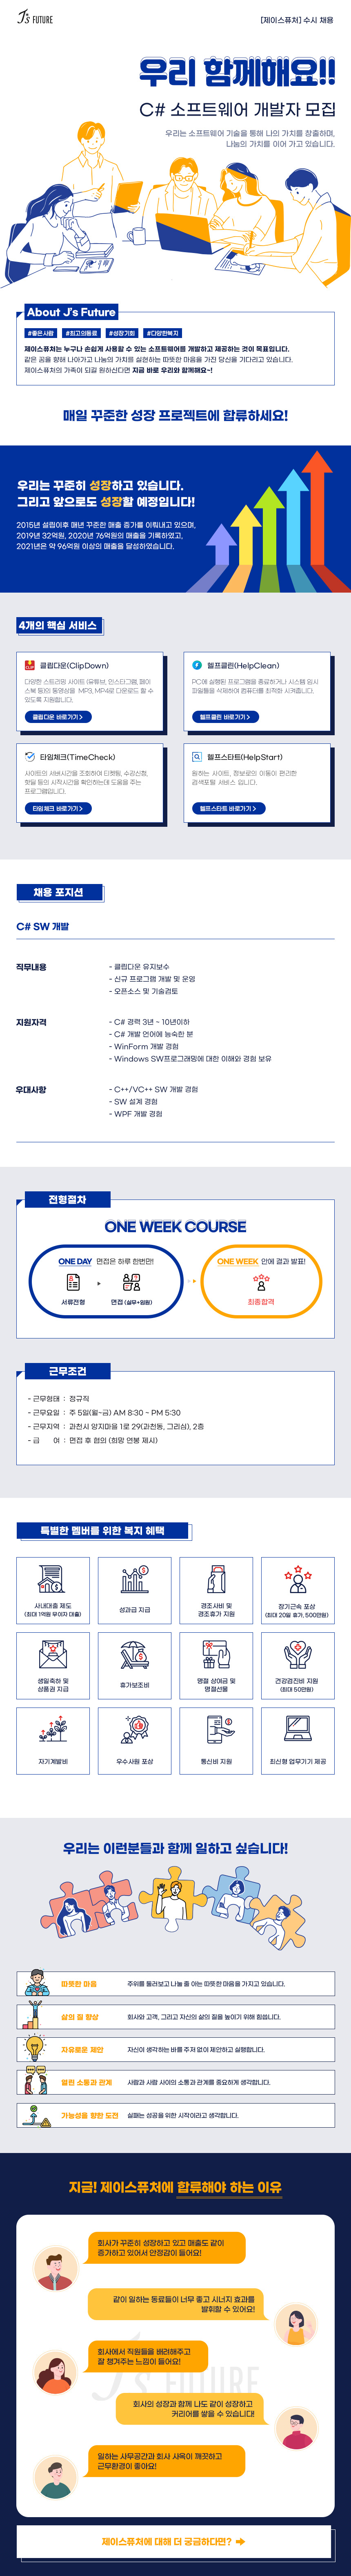 J's FUTURE
[제이스퓨처] 수시 채용
우리 함께해요!!
C# 소프트웨어 개발자 모집
우리는 소프트웨어 기술을 통해 나의 가치를 창출하며,
나눔의 가치를 이어 가고 있습니다.
About J's Future
#좋은사람 #최고의동료 #성장기회 #다양한복지
제이스퓨처는 누구나 손쉽게 사용할 수 있는 소프트웨어를 개발하고 제공하는 것이 목표입니다.
같은 꿈을 향해 나아가고 나눔의 가치를 실현하는 따뜻한 마음을 가진 당신을 기다리고 있습니다.
제이스퓨처의 가족이 되길 원하신다면 지금 바로 우리와 함께해요~!
매일 꾸준한 성장 프로젝트에 합류하세요!
우리는 꾸준히 성장하고 있습니다.
그리고 앞으로도 성장할 예정입니다!
2015년 설립이후 매년 꾸준한 매출 증가를 이뤄내고 있으며,
2019년 32억원, 2020년 76억원의 매출을 기록하였고,
2021년은 약 96억원 이상의 매출을 달성하였습니다.
4개의 핵심 서비스
클립다운(ClipDown)
다양한 스트리밍 사이트 (유튜브, 인스타그램, 페이
스북 등)의 동영상을 MP3, MP4로 다운로드 할 수
있도록 지원합니다.
클립다운 바로가기 >
헬프클린(HelpClean)
PC에 실행된 프로그램을 종료하거나 시스템 임시
파일들을 삭제하여 컴퓨터를 최적화 시켜줍니다.
헬프클린 바로가기 >
타임체크(TimeCheck)
사이트의 서버시간을 조회하여 티켓팅, 수강신청,
핫딜 등의 시작시간을 확인하는데 도움을 주는
프로그램입니다.
타임체크 바로가기 >
헬프스타트(HelpStart)
원하는 사이트, 정보로의 이동이 편리한
검색포털 서비스 입니다.
헬프스타트 바로가기 >
채용 포지션
C# SW 개발
직무내용
- 클립다운 유지보수
- 신규 프로그램 개발 및 운영
- 오픈소스 및 기술검토
지원자격
- C# 경력 3년 ~ 10년이하
- C# 개발 언어에 능숙한 분
- WinForm 개발 경험
- Windows SW프로그래밍에 대한 이해와 경험 보유
우대사항
- C++/VC++ SW 개발 경험
- SW 설계 경험
- WPF 개발 경험
전형절차
ONE WEEK COURSE
ONE DAY 면접은 하루 한번만!
서류전형
면접 (실무+임원)
ONE WEEK 안에 결과 발표!
최종합격
근무조건
- 근무형태 : 정규직
- 근무요일 : 주 5일(월~금) AM 8:30 ~ PM 5:30
- 근무지역 : 과천시 양지마을 1로 29(과천동, 그리심), 2층
- 급 여 : 면접 후 협의 (희망 연봉 제시)
특별한 멤버를 위한 복지 혜택
사내대출 제도
(최대 1억원 무이자 대출)
성과급 지급
경조사비 및
경조휴가 지원
장기근속 포상
(최대 20일 휴가, 500만원)
생일축하 및
상품권 지급
휴가보조비
명절 상여금 및
명절선물
건강검진비 지원
(최대 50만원)
자기계발비
우수사원 포상
통신비 지원
최신형 업무기기 제공
우리는 이런분들과 함께 일하고 싶습니다!
따뜻한 마음
주위를 둘러보고 나눌 줄 아는 따뜻한 마음을 가지고 있습니다.
삶의 질 향상
회사와 고객, 그리고 자신의 삶의 질을 높이기 위해 힘씁니다.
자유로운 제안
자신이 생각하는 바를 주저 없이 제안하고 실행합니다.
열린 소통과 관계
사람과 사람 사이의 소통과 관계를 중요하게 생각합니다.
가능성을 향한 도전
실패는 성공을 위한 시작이라고 생각합니다.
지금! 제이스퓨처에 합류해야 하는 이유
회사가 꾸준히 성장하고 있고 매출도 같이
증가하고 있어서 안정감이 들어요!
같이 일하는 동료들이 너무 좋고 시너지 효과를
발휘할 수 있어요!
회사에서 직원들을 배려해주고
잘 챙겨주는 느낌이 들어요!
J's FUTURE
회사의 성장과 함께 나도 같이 성장하고
커리어를 쌓을 수 있습니다!
일하는 사무공간과 회사 사옥이 깨끗하고
근무환경이 좋아요!
제이스퓨처에 대해 더 궁금하다면? ➡